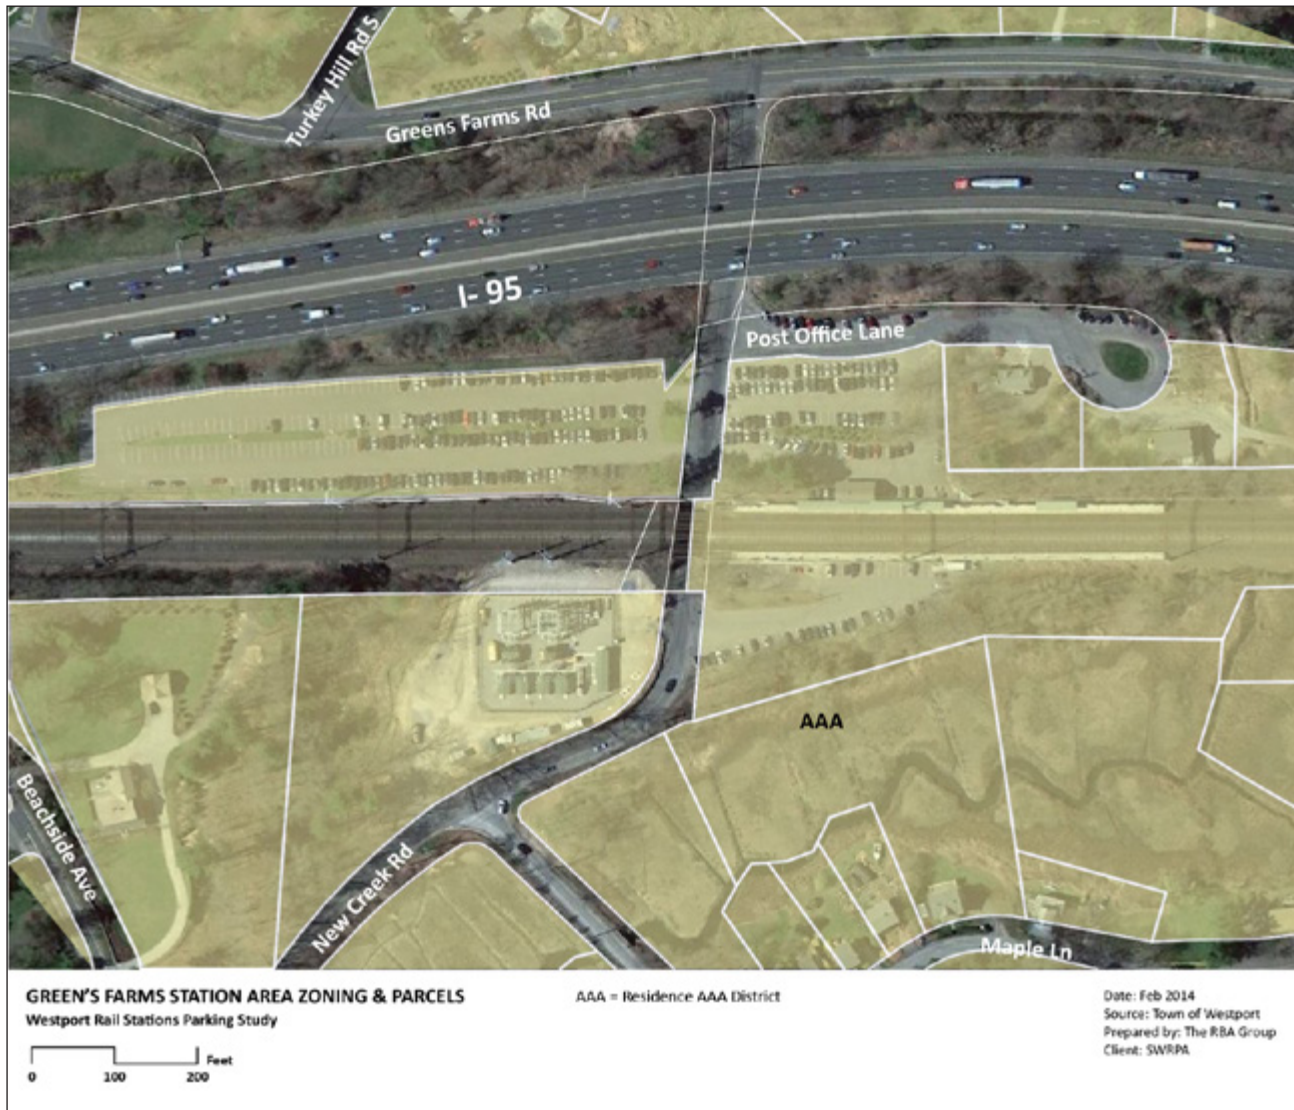 Turkey Hill Rd S
Greens Farms Rd
I- 95
Post Office Lane
AAA
Beachside Ave
New Creek Rd
Maple Ln
GREEN'S FARMS STATION AREA ZONING & PARCELS
Westport Rail Stations Parking Study
AAA = Residence AAA District
Date: Feb 2014
Source: Town of Westport
Prepared by: The RBA Group
Client: SWRPA
Feet
0 100 200